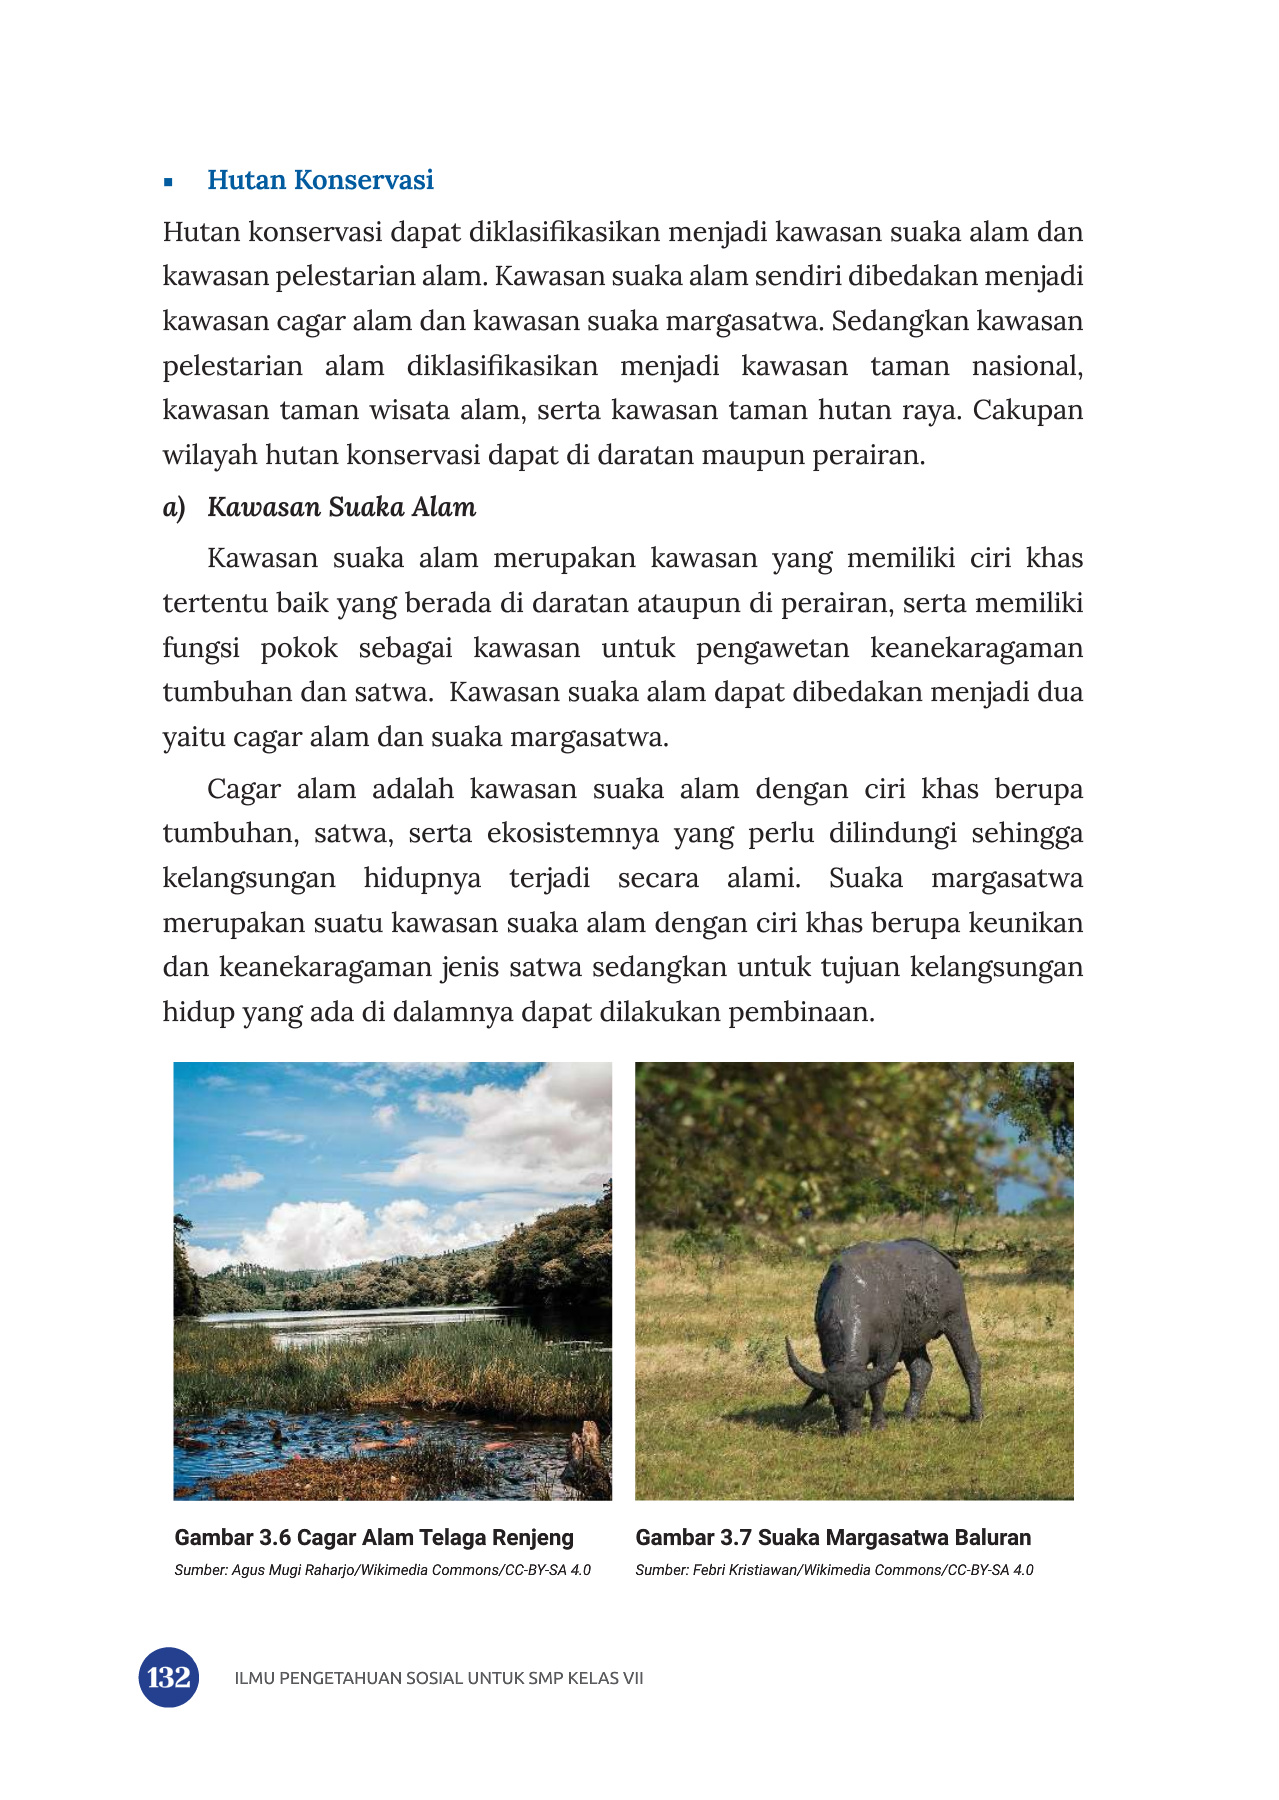 ▪ Hutan Konservasi
Hutan konservasi dapat diklasifikasikan menjadi kawasan suaka alam dan
kawasan pelestarian alam. Kawasan suaka alam sendiri dibedakan menjadi
kawasan cagar alam dan kawasan suaka margasatwa. Sedangkan kawasan
pelestarian alam diklasifikasikan menjadi kawasan taman nasional,
kawasan taman wisata alam, serta kawasan taman hutan raya. Cakupan
wilayah hutan konservasi dapat di daratan maupun perairan.
a) Kawasan Suaka Alam
Kawasan suaka alam merupakan kawasan yang memiliki ciri khas
tertentu baik yang berada di daratan ataupun di perairan, serta memiliki
fungsi pokok sebagai kawasan untuk pengawetan keanekaragaman
tumbuhan dan satwa. Kawasan suaka alam dapat dibedakan menjadi dua
yaitu cagar alam dan suaka margasatwa.
Cagar alam adalah kawasan suaka alam dengan ciri khas berupa
tumbuhan, satwa, serta ekosistemnya yang perlu dilindungi sehingga
kelangsungan hidupnya terjadi secara alami. Suaka margasatwa
merupakan suatu kawasan suaka alam dengan ciri khas berupa keunikan
dan keanekaragaman jenis satwa sedangkan untuk tujuan kelangsungan
hidup yang ada di dalamnya dapat dilakukan pembinaan.
Gambar 3.6 Cagar Alam Telaga Renjeng
Sumber: Agus Mugi Raharjo/Wikimedia Commons/CC-BY-SA 4.0
Gambar 3.7 Suaka Margasatwa Baluran
Sumber: Febri Kristiawan/Wikimedia Commons/CC-BY-SA 4.0
132 ILMU PENGETAHUAN SOSIAL UNTUK SMP KELAS VII